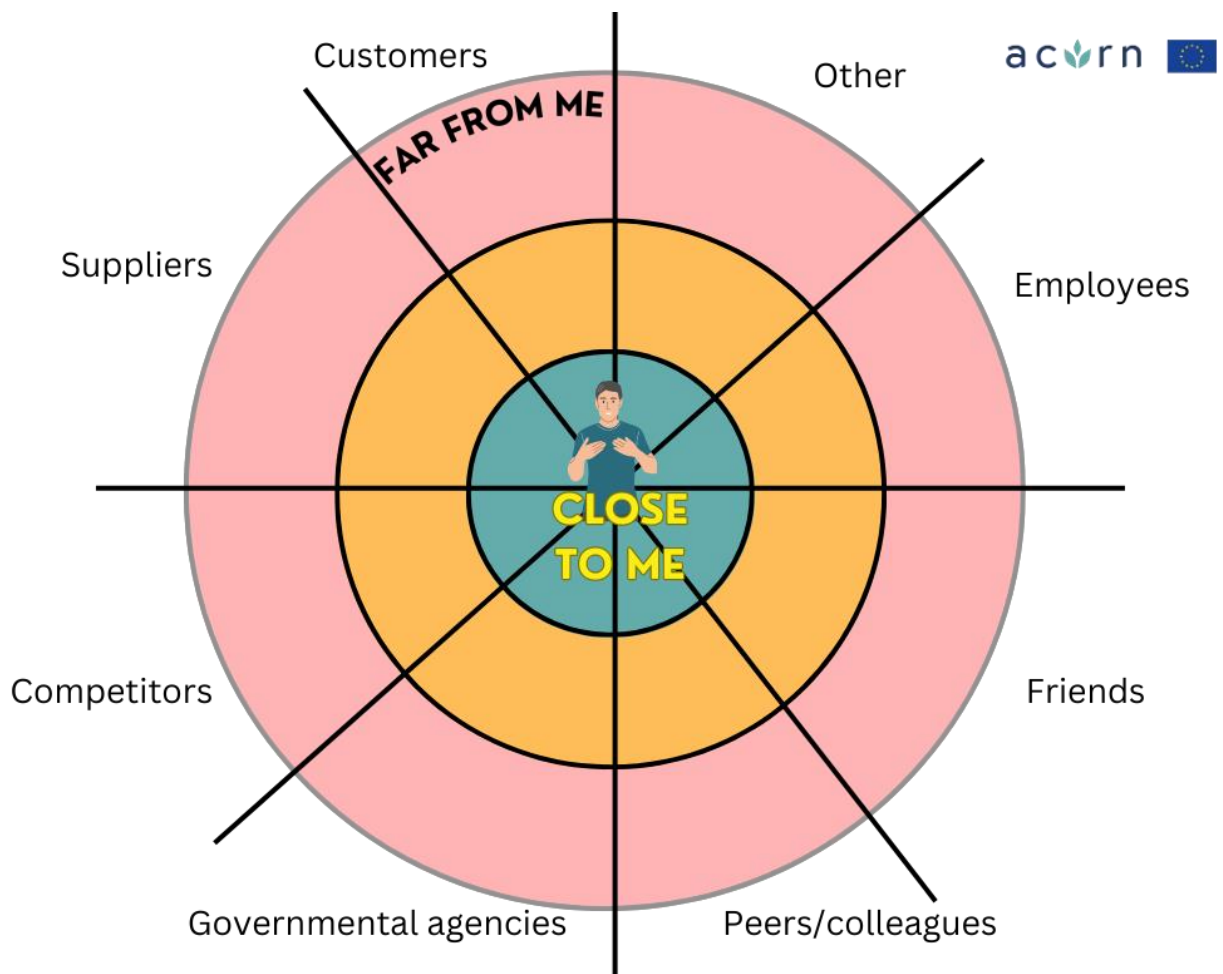 Customers
Other
acorn
FAR FROM ME
Suppliers
Employees
CLOSE
TO ME
Competitors
Friends
Governmental agencies
Peers/colleagues